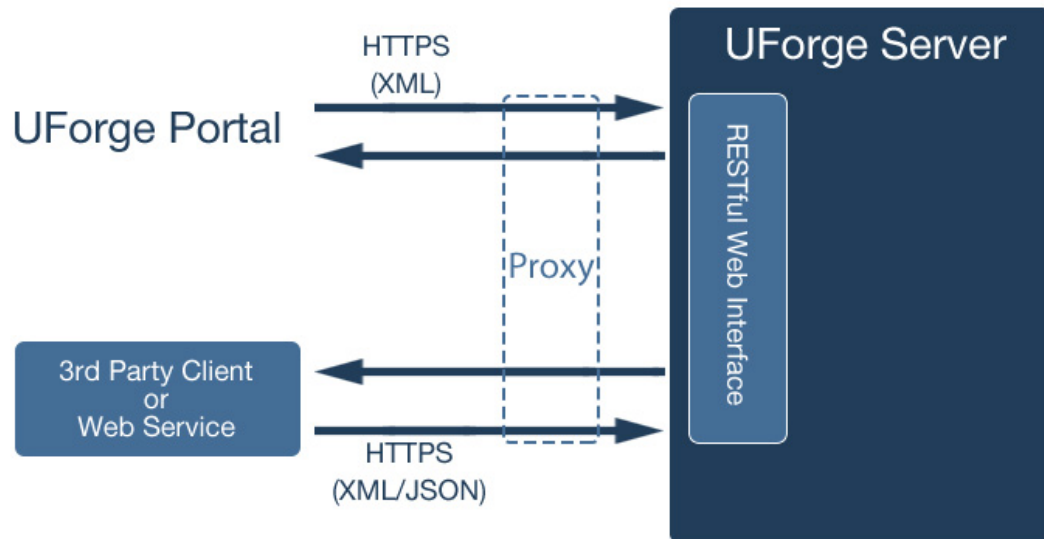 HTTPS
(XML)
UForge Server
UForge Portal
RESTful Web Interface
Proxy
3rd Party Client
or
Web Service
HTTPS
(XML/JSON)